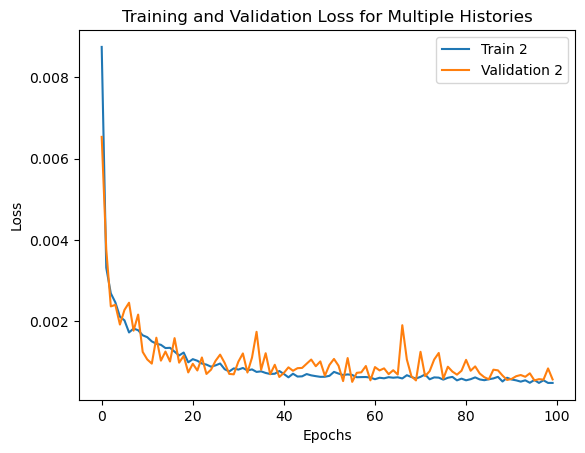 Training and Validation Loss for Multiple Histories
Train 2
Validation 2
0.008
0.006
0.004
0.002
Loss
0
20
40
60
80
100
Epochs